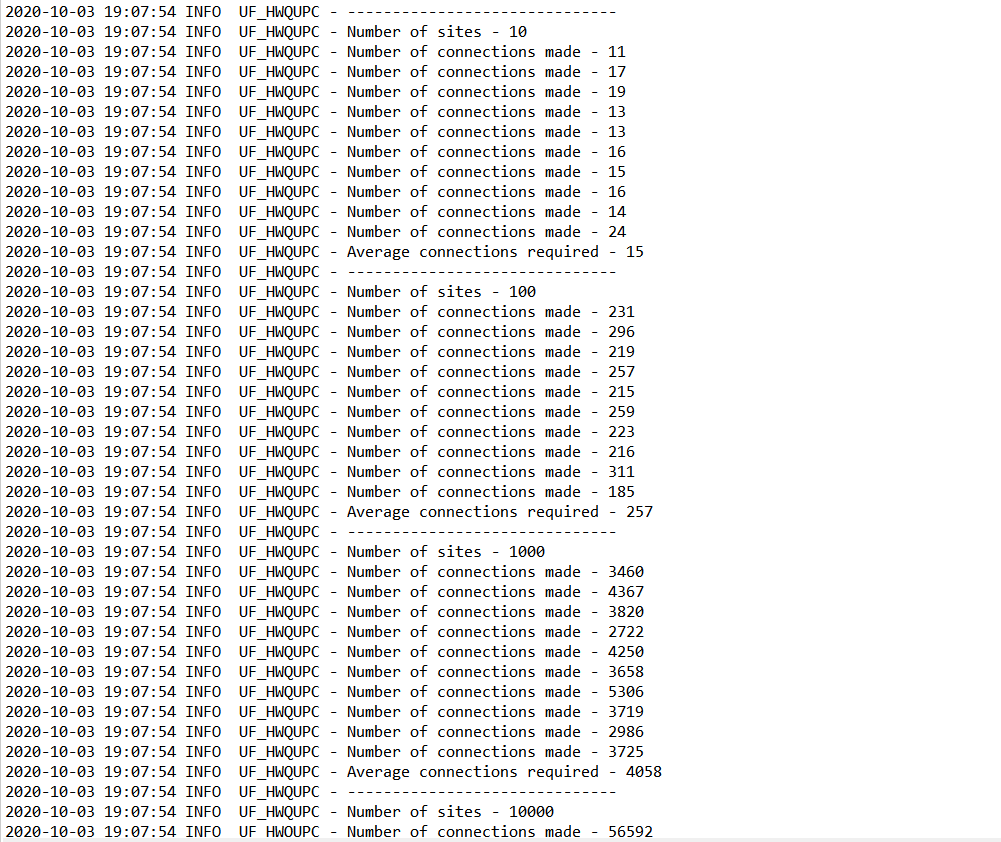 2020-10-03 19:07:54 INFO  UF_HWQUPC - ------------------------------
2020-10-03 19:07:54 INFO  UF_HWQUPC - Number of sites - 10
2020-10-03 19:07:54 INFO  UF_HWQUPC - Number of connections made - 11
2020-10-03 19:07:54 INFO  UF_HWQUPC - Number of connections made - 17
2020-10-03 19:07:54 INFO  UF_HWQUPC - Number of connections made - 19
2020-10-03 19:07:54 INFO  UF_HWQUPC - Number of connections made - 13
2020-10-03 19:07:54 INFO  UF_HWQUPC - Number of connections made - 13
2020-10-03 19:07:54 INFO  UF_HWQUPC - Number of connections made - 16
2020-10-03 19:07:54 INFO  UF_HWQUPC - Number of connections made - 15
2020-10-03 19:07:54 INFO  UF_HWQUPC - Number of connections made - 16
2020-10-03 19:07:54 INFO  UF_HWQUPC - Number of connections made - 14
2020-10-03 19:07:54 INFO  UF_HWQUPC - Number of connections made - 24
2020-10-03 19:07:54 INFO  UF_HWQUPC - Average connections required - 15
2020-10-03 19:07:54 INFO  UF_HWQUPC - ------------------------------
2020-10-03 19:07:54 INFO  UF_HWQUPC - Number of sites - 100
2020-10-03 19:07:54 INFO  UF_HWQUPC - Number of connections made - 231
2020-10-03 19:07:54 INFO  UF_HWQUPC - Number of connections made - 296
2020-10-03 19:07:54 INFO  UF_HWQUPC - Number of connections made - 219
2020-10-03 19:07:54 INFO  UF_HWQUPC - Number of connections made - 257
2020-10-03 19:07:54 INFO  UF_HWQUPC - Number of connections made - 215
2020-10-03 19:07:54 INFO  UF_HWQUPC - Number of connections made - 259
2020-10-03 19:07:54 INFO  UF_HWQUPC - Number of connections made - 223
2020-10-03 19:07:54 INFO  UF_HWQUPC - Number of connections made - 216
2020-10-03 19:07:54 INFO  UF_HWQUPC - Number of connections made - 311
2020-10-03 19:07:54 INFO  UF_HWQUPC - Number of connections made - 185
2020-10-03 19:07:54 INFO  UF_HWQUPC - Average connections required - 257
2020-10-03 19:07:54 INFO  UF_HWQUPC - ------------------------------
2020-10-03 19:07:54 INFO  UF_HWQUPC - Number of sites - 1000
2020-10-03 19:07:54 INFO  UF_HWQUPC - Number of connections made - 3460
2020-10-03 19:07:54 INFO  UF_HWQUPC - Number of connections made - 4367
2020-10-03 19:07:54 INFO  UF_HWQUPC - Number of connections made - 3820
2020-10-03 19:07:54 INFO  UF_HWQUPC - Number of connections made - 2722
2020-10-03 19:07:54 INFO  UF_HWQUPC - Number of connections made - 4250
2020-10-03 19:07:54 INFO  UF_HWQUPC - Number of connections made - 3658
2020-10-03 19:07:54 INFO  UF_HWQUPC - Number of connections made - 5306
2020-10-03 19:07:54 INFO  UF_HWQUPC - Number of connections made - 3719
2020-10-03 19:07:54 INFO  UF_HWQUPC - Number of connections made - 2986
2020-10-03 19:07:54 INFO  UF_HWQUPC - Number of connections made - 3725
2020-10-03 19:07:54 INFO  UF_HWQUPC - Average connections required - 4058
2020-10-03 19:07:54 INFO  UF_HWQUPC - ------------------------------
2020-10-03 19:07:54 INFO  UF_HWQUPC - Number of sites - 10000
2020-10-03 19:07:54 INFO  UF_HWQUPC - Number of connections made - 56592